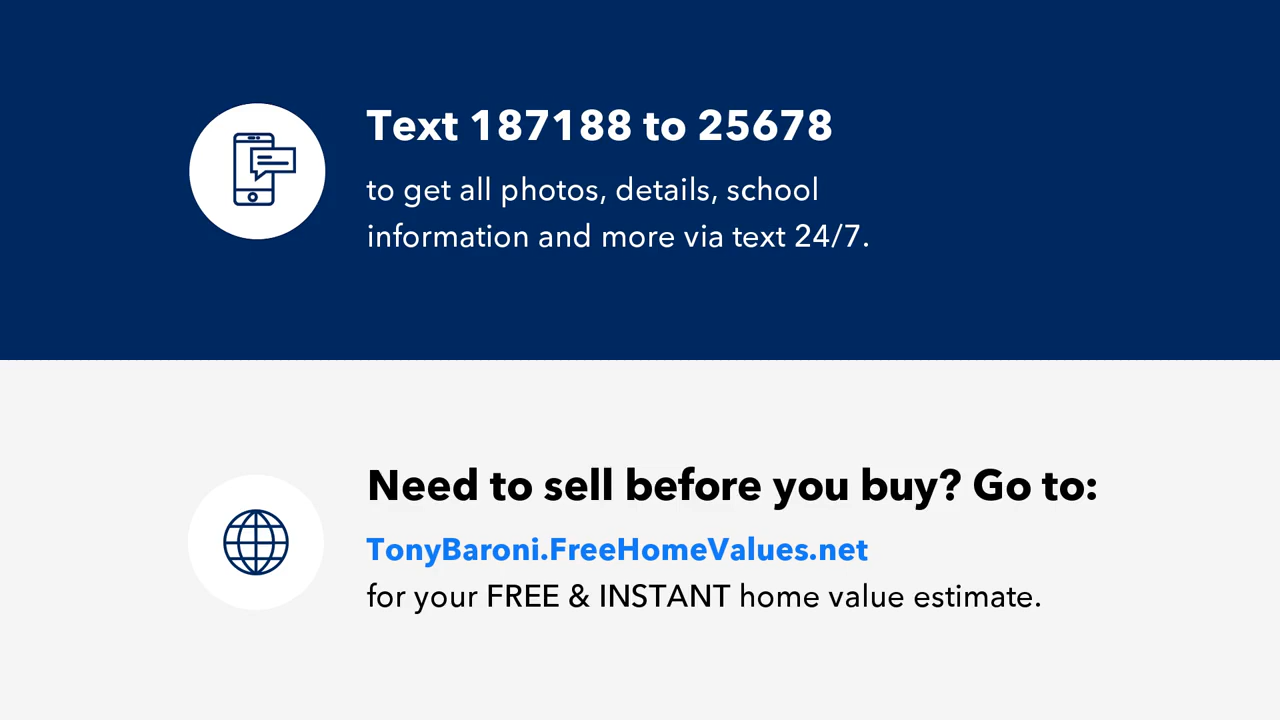 Text 187188 to 25678
to get all photos, details, school
information and more via text 24/7.
Need to sell before you buy? Go to:
TonyBaroni.FreeHomeValues.net
for your FREE & INSTANT home value estimate.